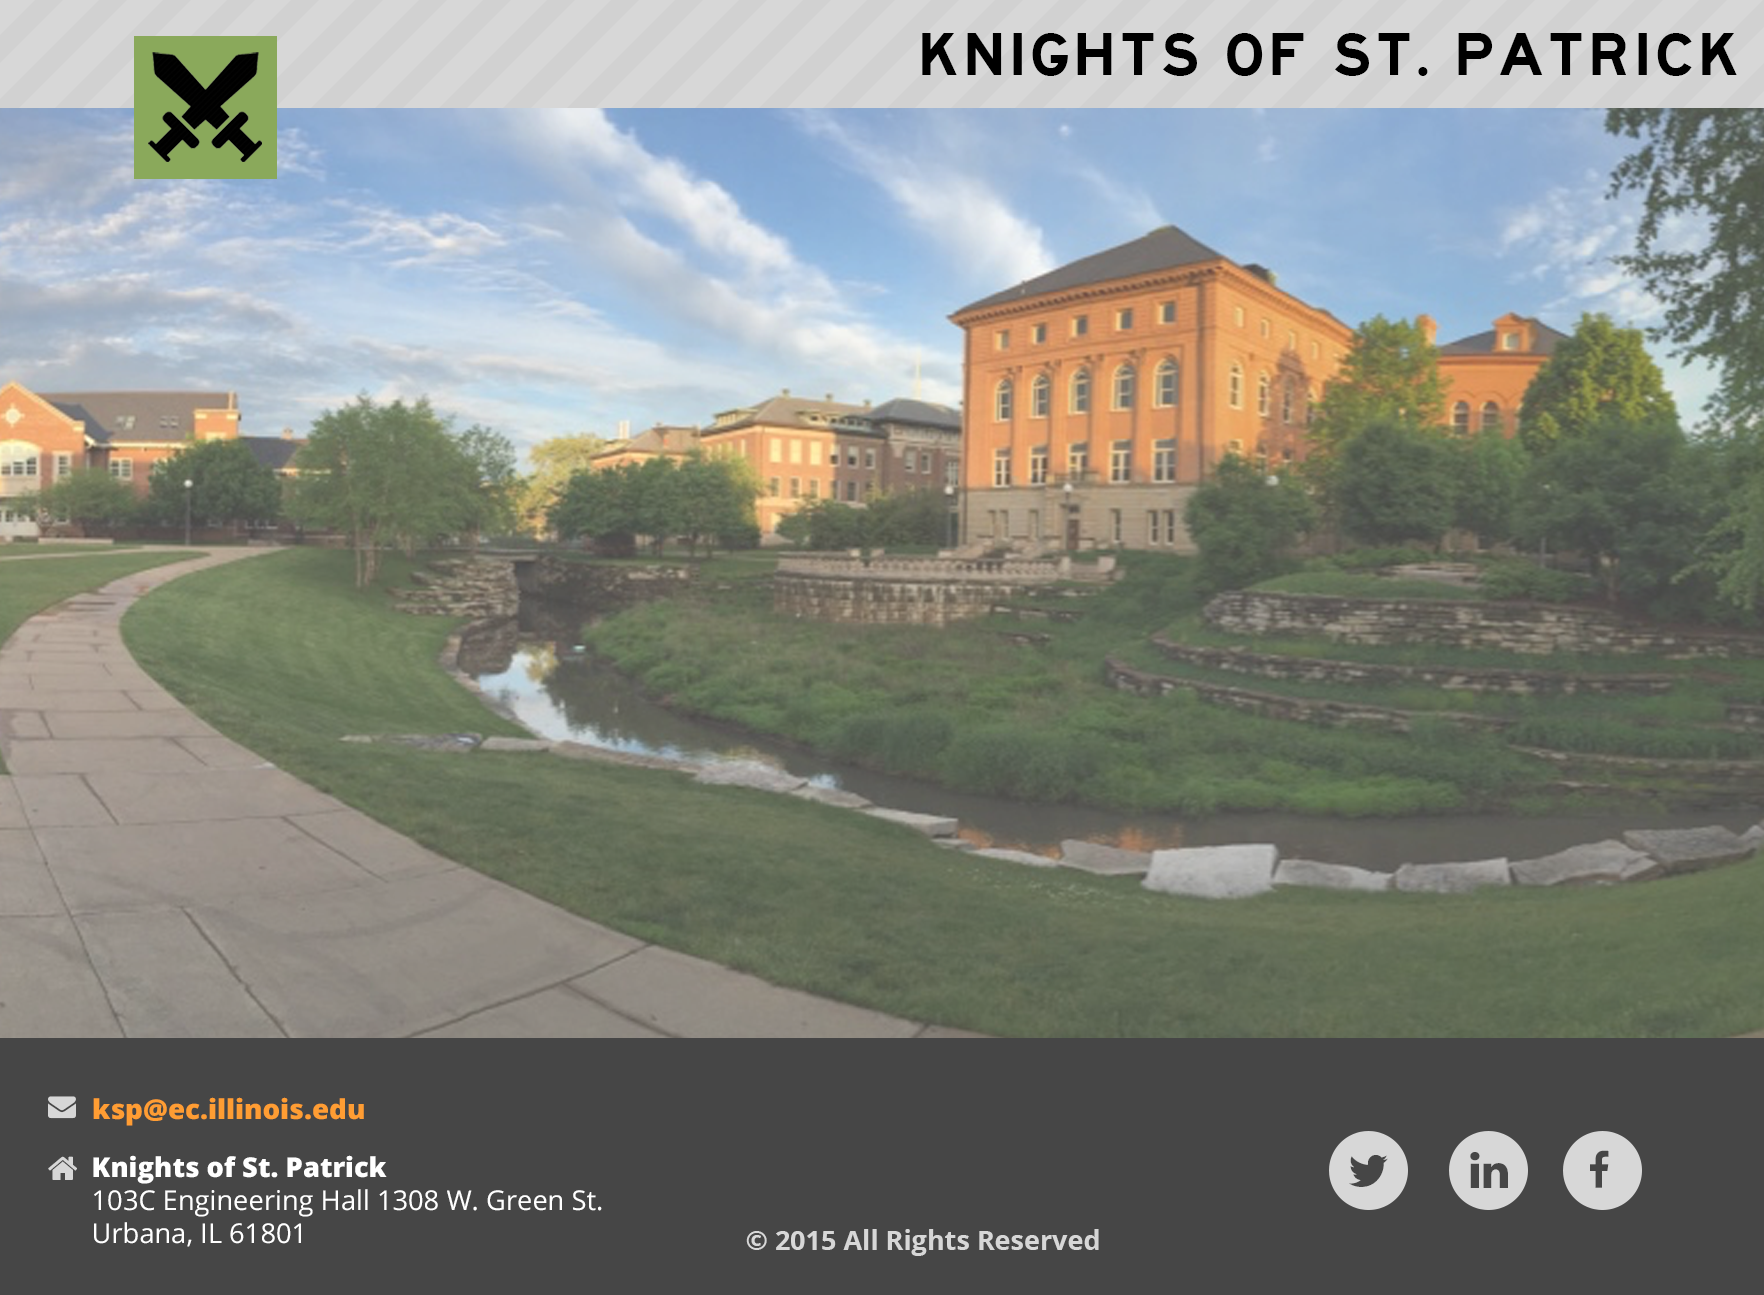 KNIGHTS OF ST. PATRICK
ksp@ec.illinois.edu
Knights of St. Patrick
103C Engineering Hall 1308 W. Green St.
Urbana, IL 61801
© 2015 All Rights Reserved
in
f